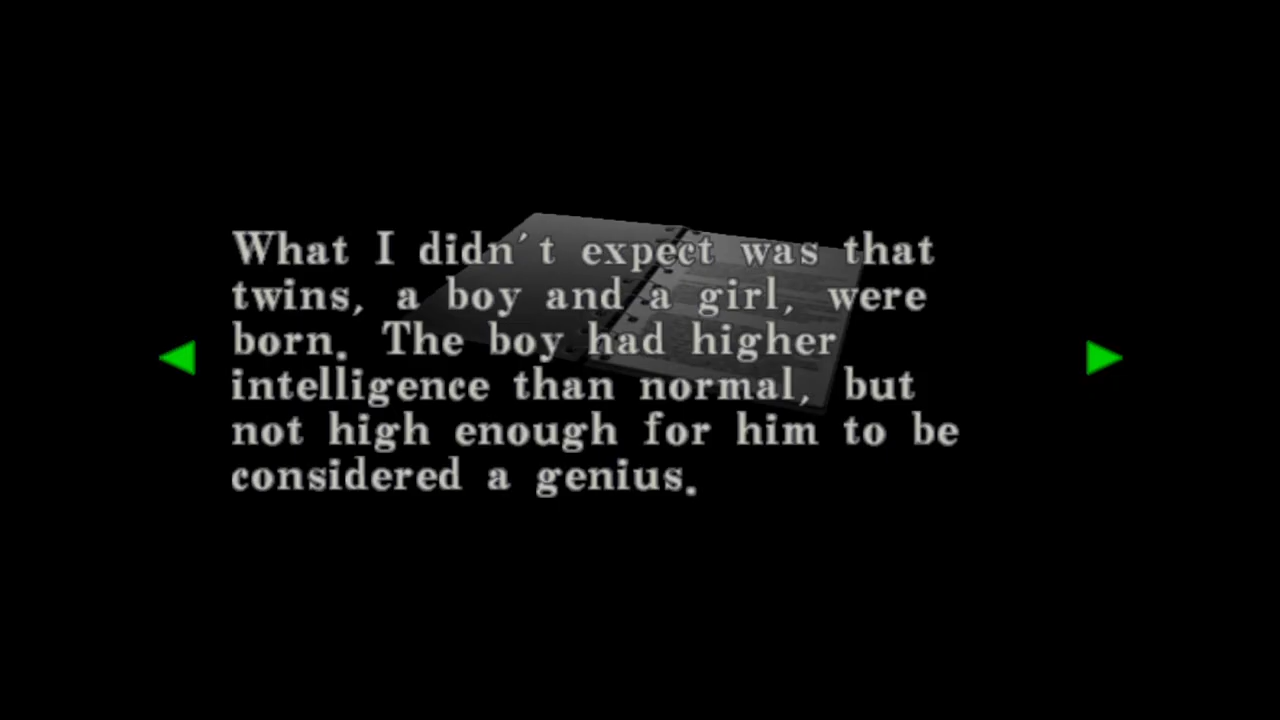 What I didn't expect was that
twins, a boy and a girl, were
born. The boy had higher
intelligence than normal, but
not high enough for him to be
considered a genius.